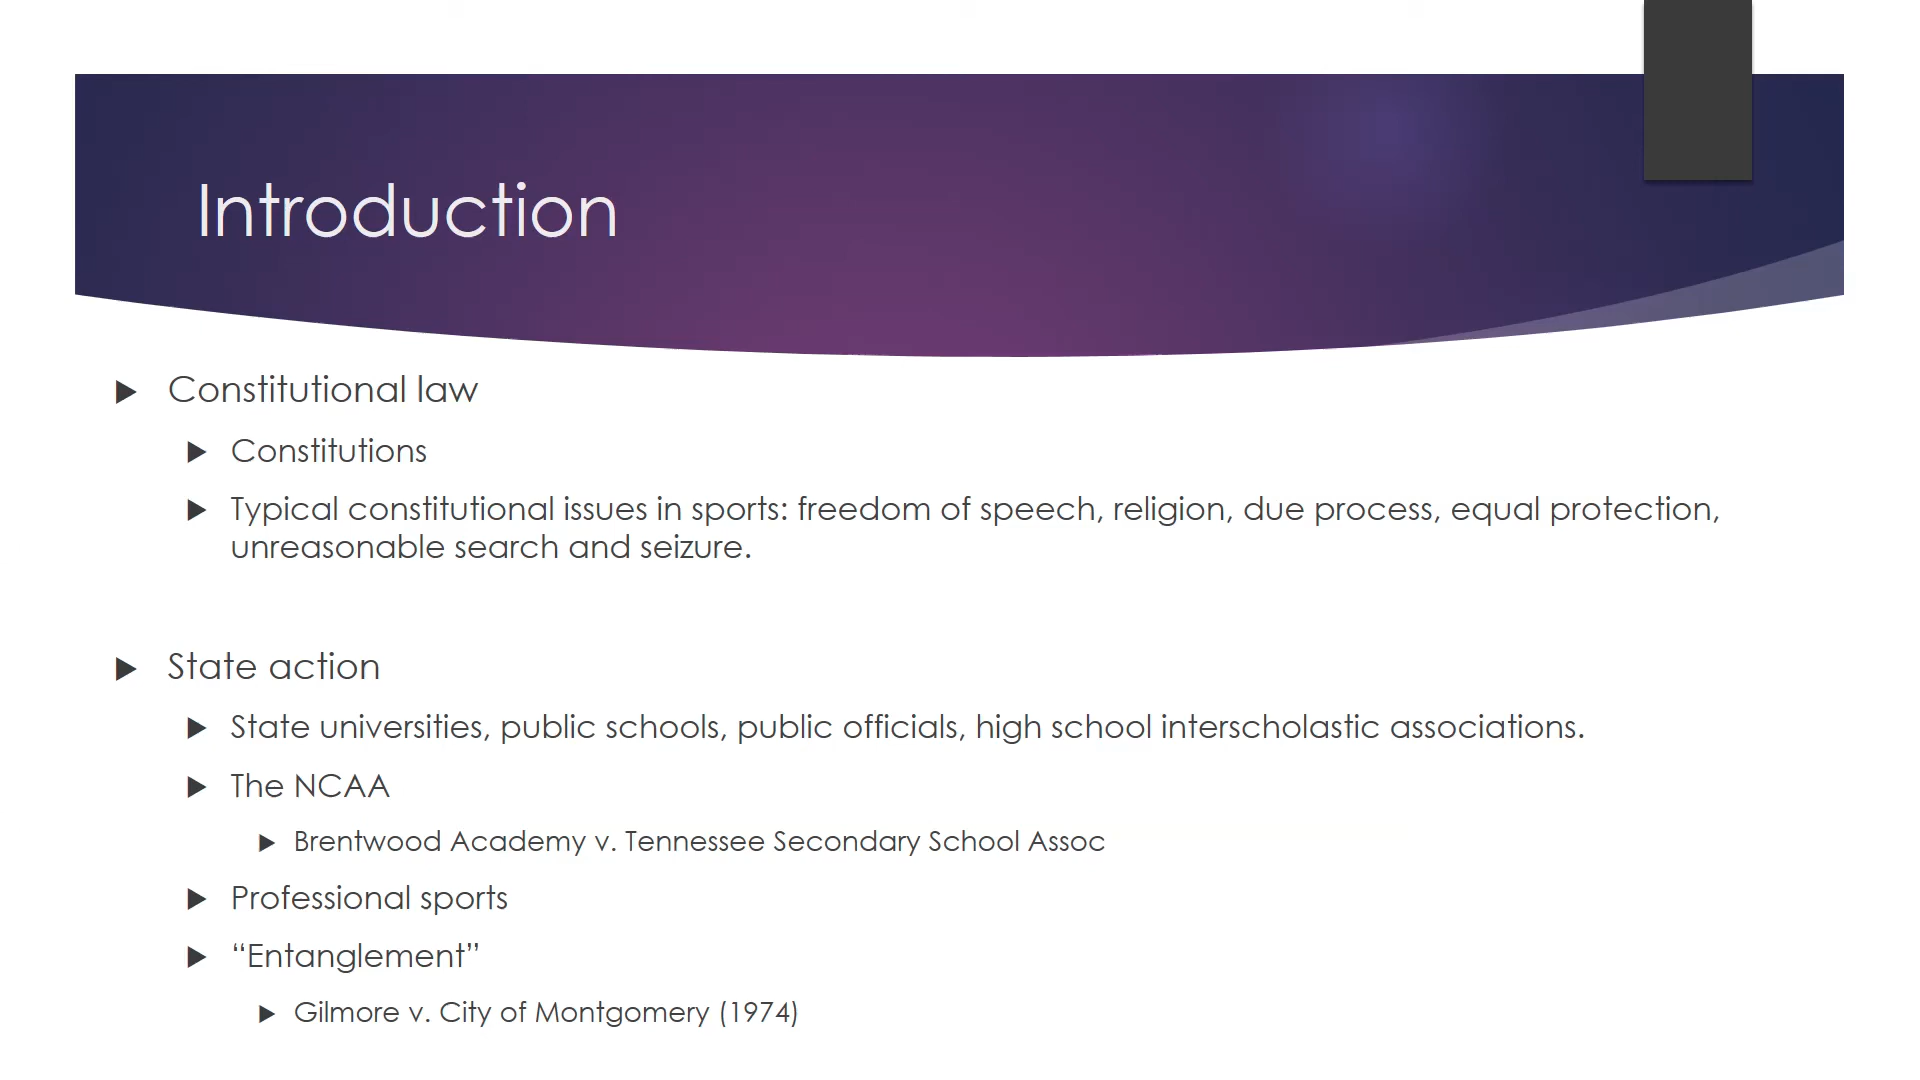 Introduction
Constitutional law
Constitutions
Typical constitutional issues in sports: freedom of speech, religion, due process, equal protection,
unreasonable search and seizure.
State action
State universities, public schools, public officials, high school interscholastic associations.
The NCAA
Brentwood Academy v. Tennessee Secondary School Assoc
Professional sports
“Entanglement”
Gilmore v. City of Montgomery (1974)